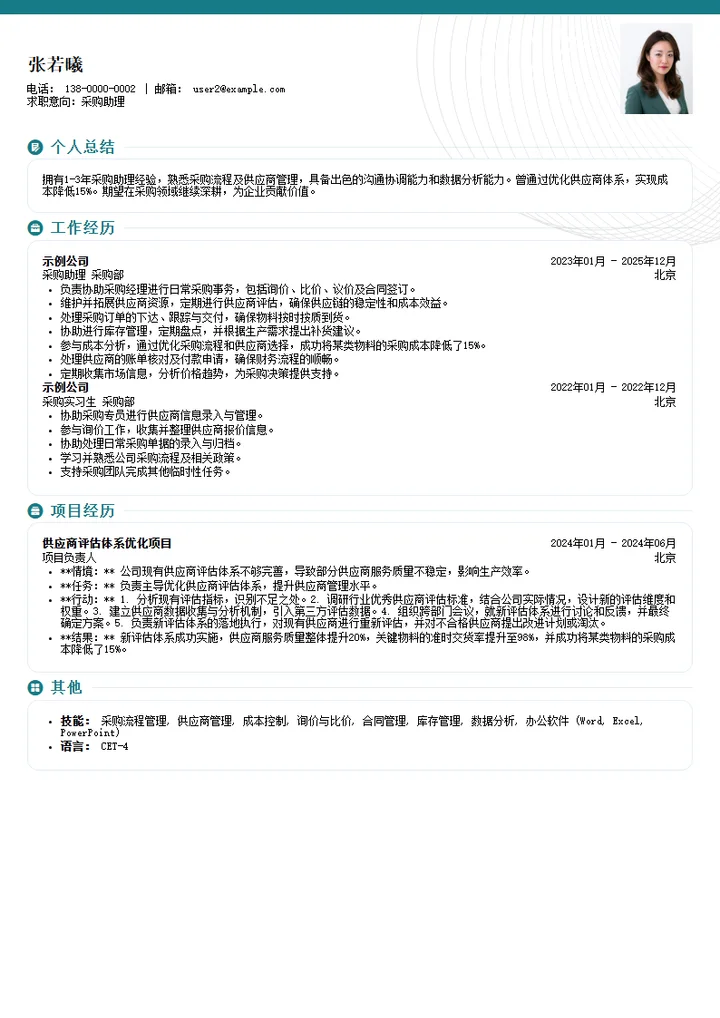 张若曦
电话： 138-0000-0002 | 邮箱： user2@example.com
求职意向：采购助理
个人总结
拥有1-3年采购助理经验，熟悉采购流程及供应商管理，具备出色的沟通协调能力和数据分析能力。曾通过优化供应商体系，实现成
本降低15%。期望在采购领域继续深耕，为企业贡献价值。
工作经历
示例公司 2023年01月 - 2025年12月
采购助理 采购部 北京
• 负责协助采购经理进行日常采购事务，包括询价、比价、议价及合同签订。
• 维护并拓展供应商资源，定期进行供应商评估，确保供应链的稳定性和成本效益。
• 处理采购订单的下达、跟踪与交付，确保物料按时按质到货。
• 协助进行库存管理，定期盘点，并根据生产需求提出补货建议。
• 参与成本分析，通过优化采购流程和供应商选择，成功将某类物料的采购成本降低了15%。
• 处理供应商的账单核对及付款申请，确保财务流程的顺畅。
• 定期收集市场信息，分析价格趋势，为采购决策提供支持。
示例公司 2022年01月 - 2022年12月
采购实习生 采购部 北京
• 协助采购专员进行供应商信息录入与管理。
• 参与询价工作，收集并整理供应商报价信息。
• 协助处理日常采购单据的录入与归档。
• 学习并熟悉公司采购流程及相关政策。
• 支持采购团队完成其他临时性任务。
项目经历
供应商评估体系优化项目 2024年01月 - 2024年06月
项目负责人 北京
• **情境：** 公司现有供应商评估体系不够完善，导致部分供应商服务质量不稳定，影响生产效率。
• **任务：** 负责主导优化供应商评估体系，提升供应商管理水平。
• **行动：** 1. 分析现有评估指标，识别不足之处。2. 调研行业优秀供应商评估标准，结合公司实际情况，设计新的评估维度和
权重。3. 建立供应商数据收集与分析机制，引入第三方评估数据。4. 组织跨部门会议，就新评估体系进行讨论和反馈，并最终
确定方案。5. 负责新评估体系的落地执行，对现有供应商进行重新评估，并对不合格供应商提出改进计划或淘汰。
• **结果：** 新评估体系成功实施，供应商服务质量整体提升20%，关键物料的准时交货率提升至98%，并成功将某类物料的采购成
本降低了15%。
其他
• 技能： 采购流程管理, 供应商管理, 成本控制, 询价与比价, 合同管理, 库存管理, 数据分析, 办公软件 (Word, Excel,
PowerPoint)
• 语言： CET-4